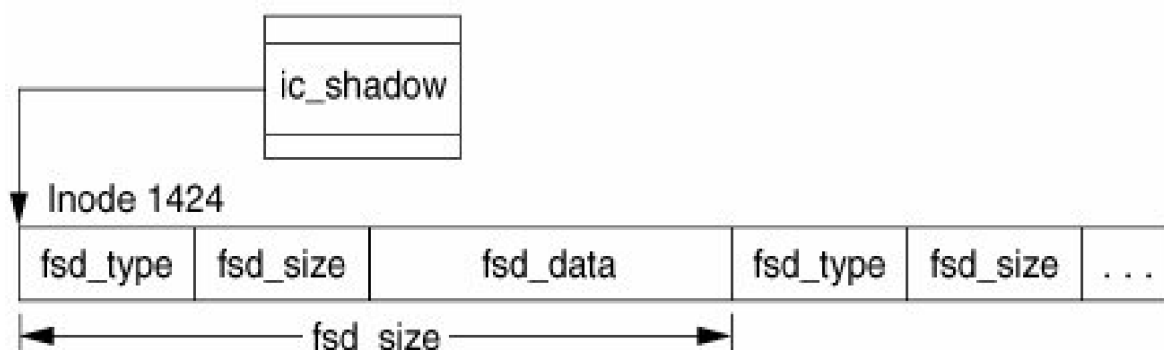 ic_shadow
Inode 1424
fsd_type fsd_size fsd_data fsd_type fsd_size ...
fsd_size